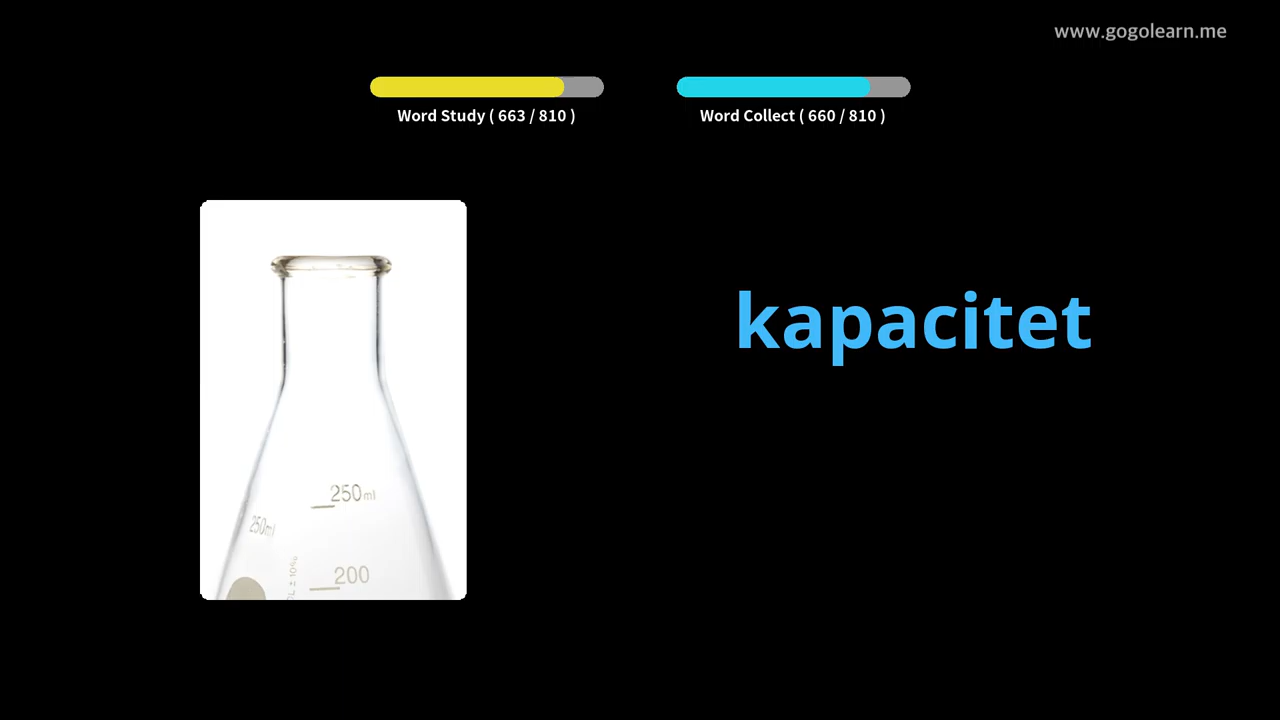 www.gogolearn.me
Word Study ( 663 / 810 )
Word Collect ( 660 / 810 )
kapacitet
250ml
250ml
200